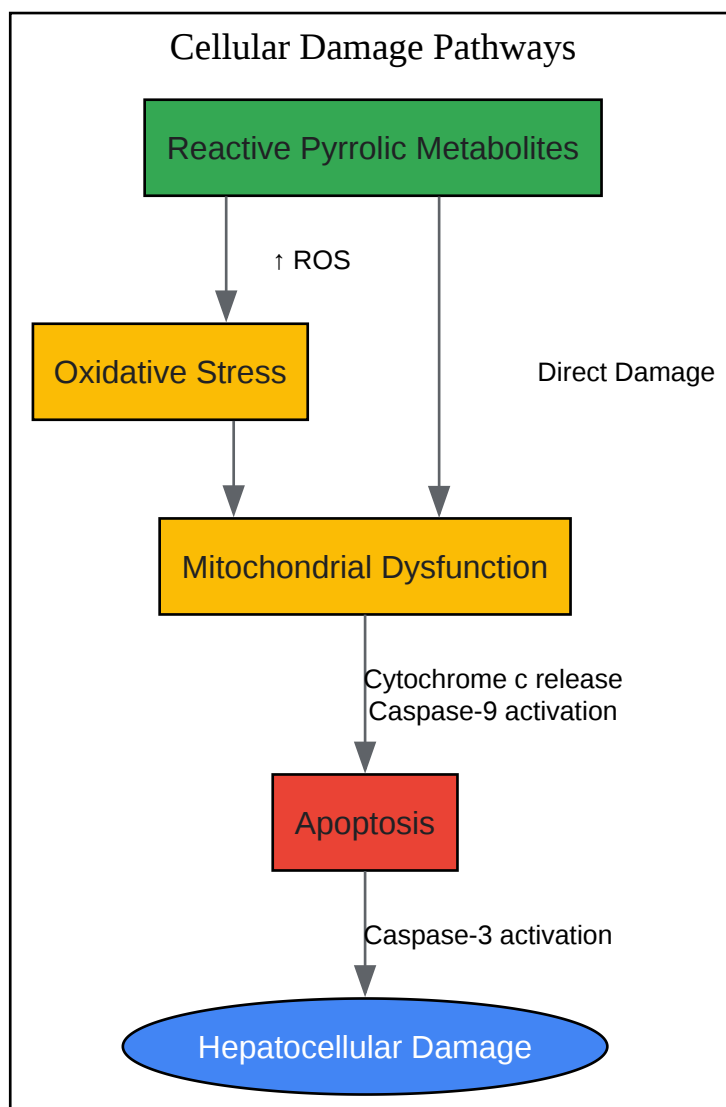 Cellular Damage Pathways
Reactive Pyrrolic Metabolites
↑ ROS
Oxidative Stress
Direct Damage
Mitochondrial Dysfunction
Cytochrome c release
Caspase-9 activation
Apoptosis
Caspase-3 activation
Hepatocellular Damage